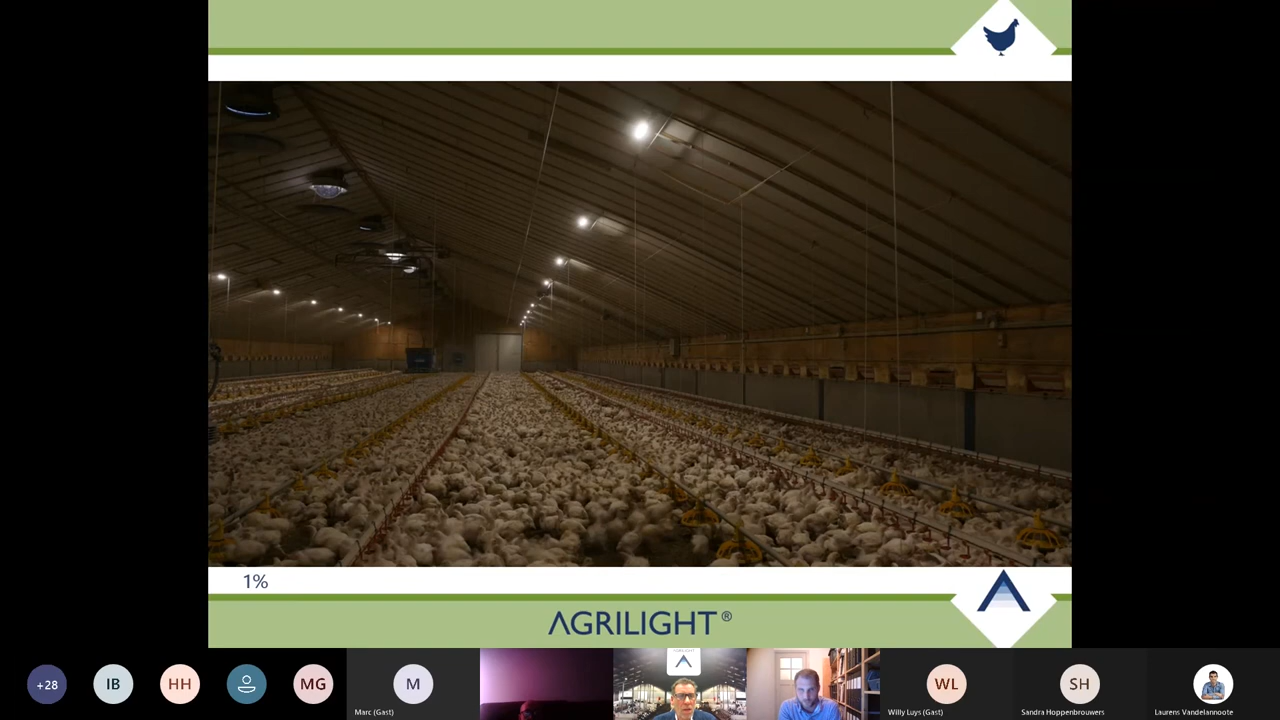 1%
AGRILIGHT®
+28
IB
HH
MG
M
Marc (Gast)
WL
Willy Luys (Gast)
SH
Sandra Hoppenbrouwers
Laurens Vandelannoote